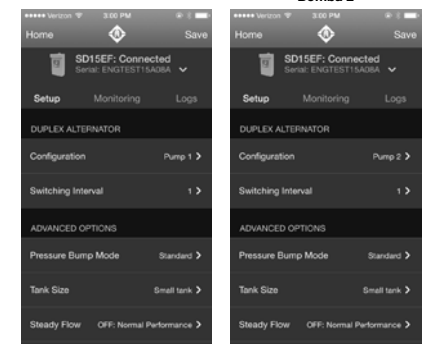 Bomba 2
Verizon 3:00 PM
Home Save
SD15EF: Connected
Serial: ENGTEST15A08A
Setup Monitoring Logs
DUPLEX ALTERNATOR
Configuration Pump 1
Switching Interval 1
ADVANCED OPTIONS
Pressure Bump Mode Standard
Tank Size Small tank
Steady Flow OFF: Normal Performance
Verizon 3:00 PM
Home Save
SD15EF: Connected
Serial: ENGTEST15A08A
Setup Monitoring Logs
DUPLEX ALTERNATOR
Configuration Pump 2
Switching Interval 1
ADVANCED OPTIONS
Pressure Bump Mode Standard
Tank Size Small tank
Steady Flow OFF: Normal Performance